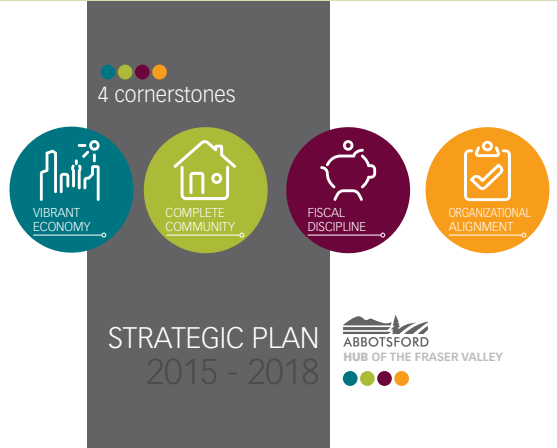 4 cornerstones
VIBRANT
ECONOMY
COMPLETE
COMMUNITY
FISCAL
DISCIPLINE
ORGANIZATIONAL
ALIGNMENT
STRATEGIC PLAN
2015 - 2018
ABBOTSFORD
HUB OF THE FRASER VALLEY